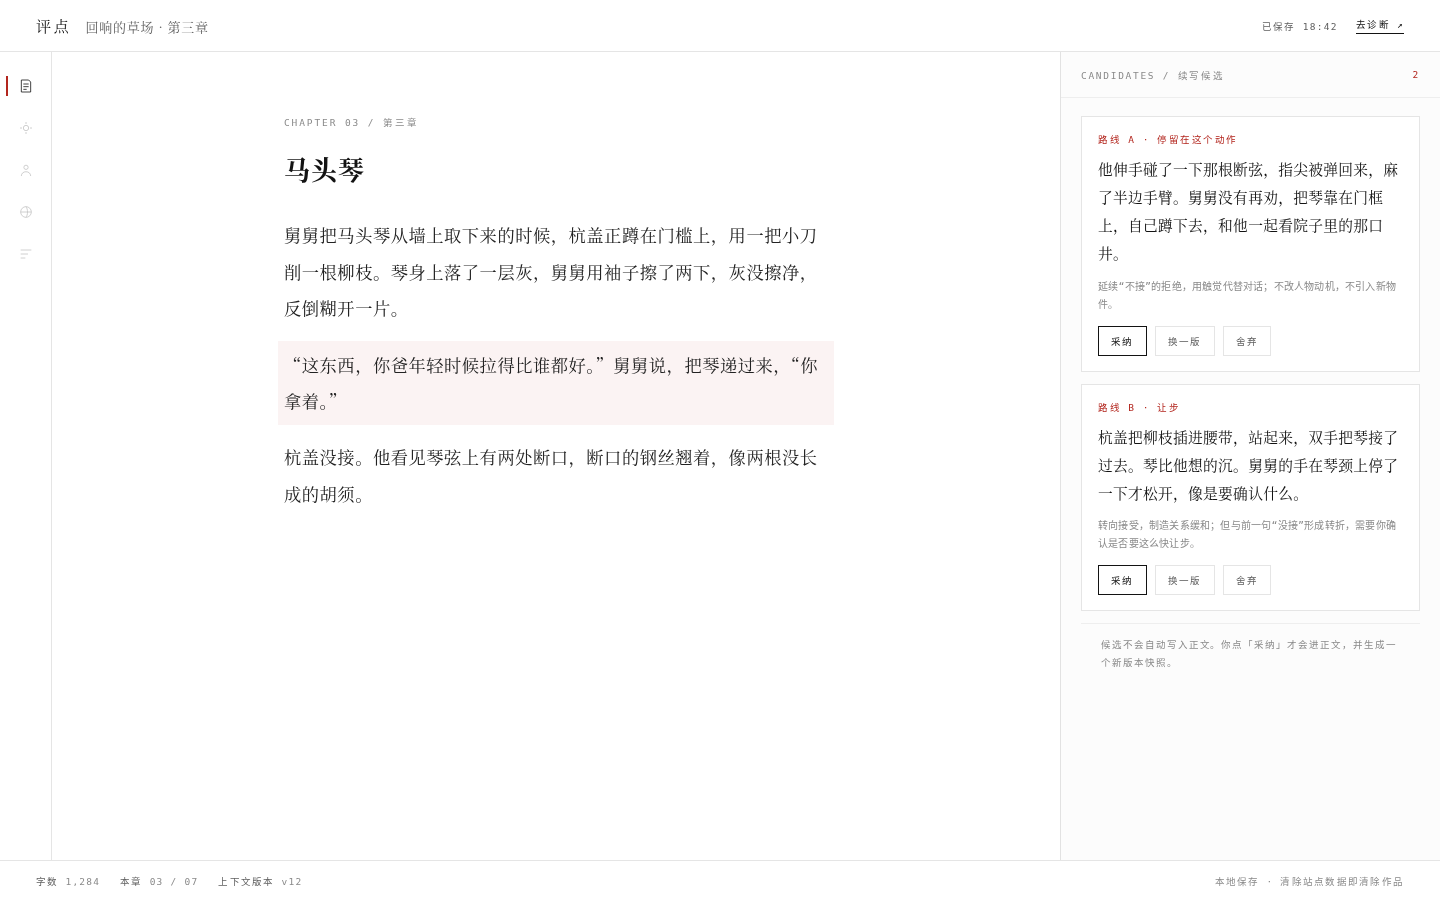 评点 回响的草场 · 第三章
已保存 18:42 去诊断 ↗
CHAPTER 03 / 第三章
马头琴
舅舅把马头琴从墙上取下来的时候，杭盖正蹲在门槛上，用一把小刀
削一根柳枝。琴身上落了一层灰，舅舅用袖子擦了两下，灰没擦净，
反倒糊开一片。
“这东西，你爸年轻时候拉得比谁都好。”舅舅说，把琴递过来，“你
拿着。”
杭盖没接。他看见琴弦上有两处断口，断口的钢丝翘着，像两根没长
成的胡须。
CANDIDATES / 续写候选 2
路线 A · 停留在这个动作
他伸手碰了一下那根断弦，指尖被弹回来，麻
了半边手臂。舅舅没有再劝，把琴靠在门框
上，自己蹲下去，和他一起看院子里的那口
井。
延续“不接”的拒绝，用触觉代替对话；不改人物动机，不引入新物
件。
采纳 换一版 舍弃
路线 B · 让步
杭盖把柳枝插进腰带，站起来，双手把琴接了
过去。琴比他想的沉。舅舅的手在琴颈上停了
一下才松开，像是要确认什么。
转向接受，制造关系缓和；但与前一句“没接”形成转折，需要你确
认是否要这么快让步。
采纳 换一版 舍弃
候选不会自动写入正文。你点「采纳」才会进正文，并生成一
个新版本快照。
字数 1,284 本章 03 / 07 上下文版本 v12
本地保存 · 清除站点数据即清除作品